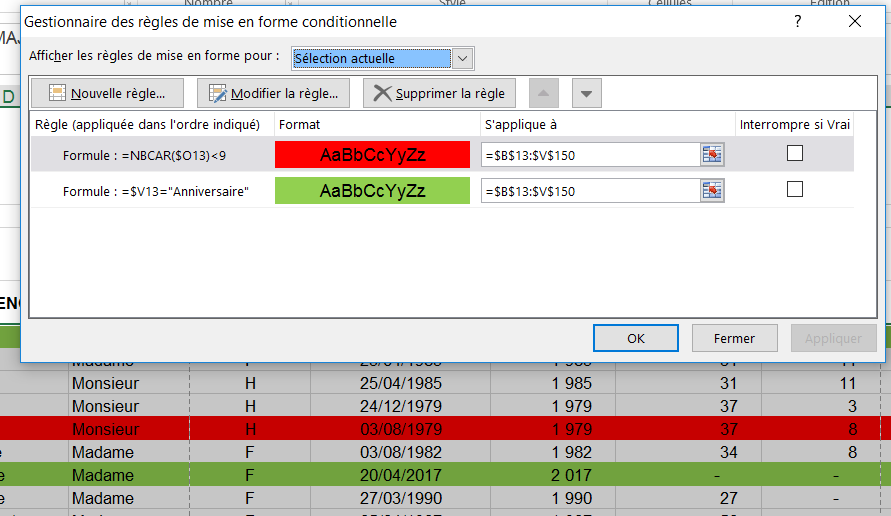 Nombre Style Cellules Édition
Gestionnaire des règles de mise en forme conditionnelle ?
MAJ
Afficher les règles de mise en forme pour : Sélection actuelle
D
Nouvelle règle... Modifier la règle... Supprimer la règle
Règle (appliquée dans l'ordre indiqué) Format S'applique à Interrompre si Vrai
Formule : =NBCAR($O13)<9 AaBbCcYyZz =$B$13:$V$150
Formule : =$V13="Anniversaire" AaBbCcYyZz =$B$13:$V$150
OK Fermer Appliquer
Monsieur H 25/04/1985 1 985 31 11
Monsieur H 24/12/1979 1 979 37 3
Monsieur H 03/08/1979 1 979 37 8
Madame F 03/08/1982 1 982 34 8
Madame F 20/04/2017 2 017 - -
Madame F 27/03/1990 1 990 27 -